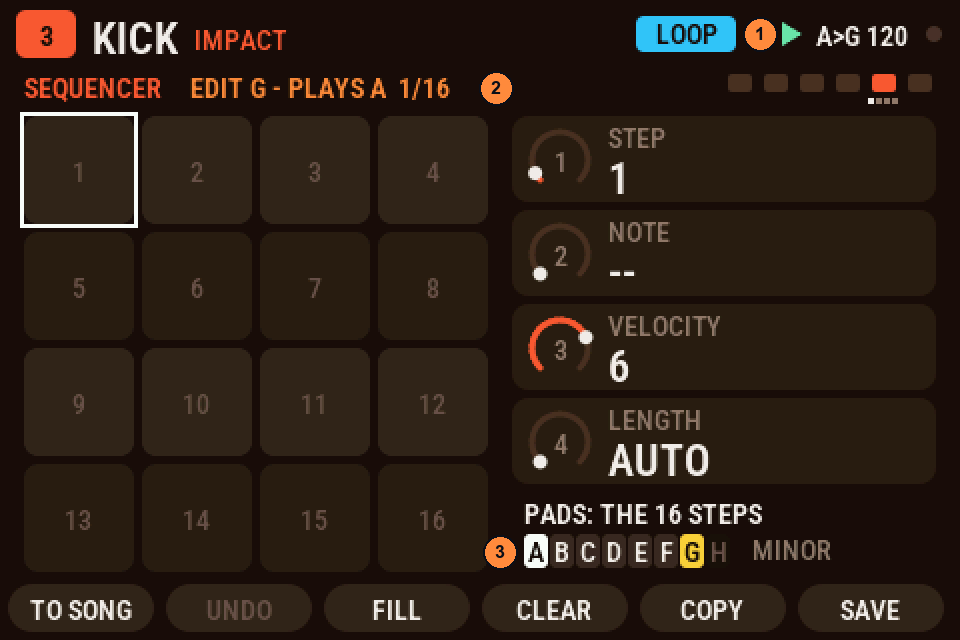 3 KICK IMPACT LOOP 1 A>G 120
SEQUENCER EDIT G - PLAYS A 1/16 2
1 2 3 4
5 6 7 8
9 10 11 12
13 14 15 16
1 STEP
1
2 NOTE
--
3 VELOCITY
6
4 LENGTH
AUTO
PADS: THE 16 STEPS
3 A B C D E F G H MINOR
TO SONG UNDO FILL CLEAR COPY SAVE